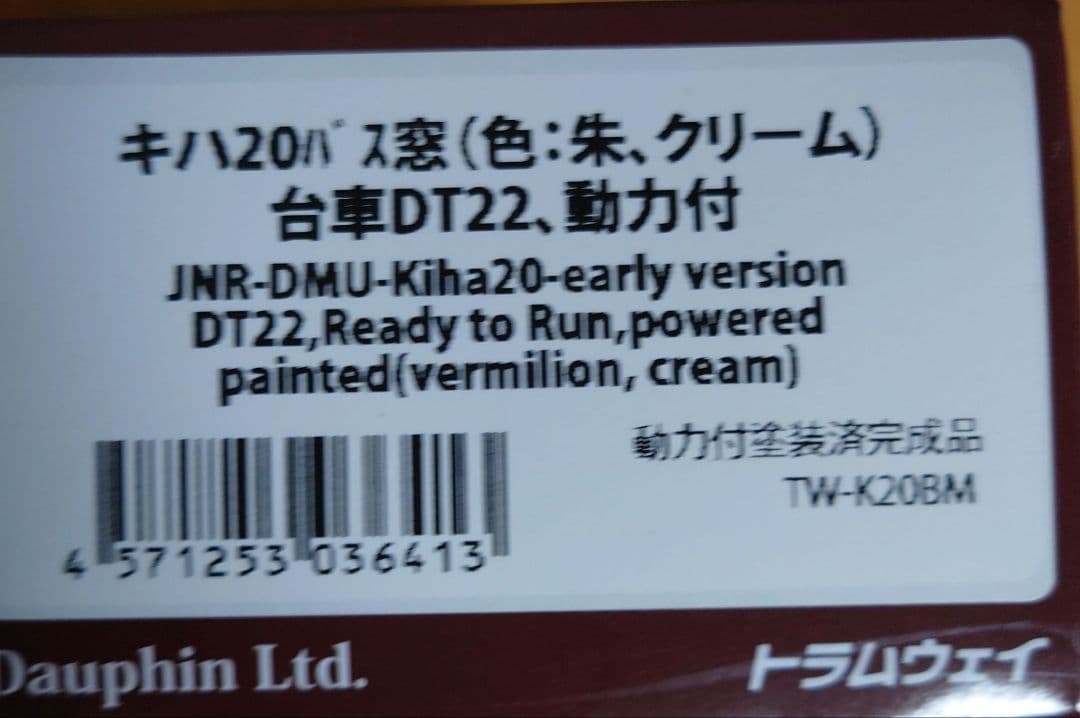 キハ20ﾊﾞｽ窓(色:朱、クリーム)
台車DT22、動力付
JNR-DMU-Kiha20-early version
DT22,Ready to Run,powered
painted(vermilion, cream)
動力付塗装済完成品
TW-K20BM
4 571253 036413
Dauphin Ltd.
トラムウェイ